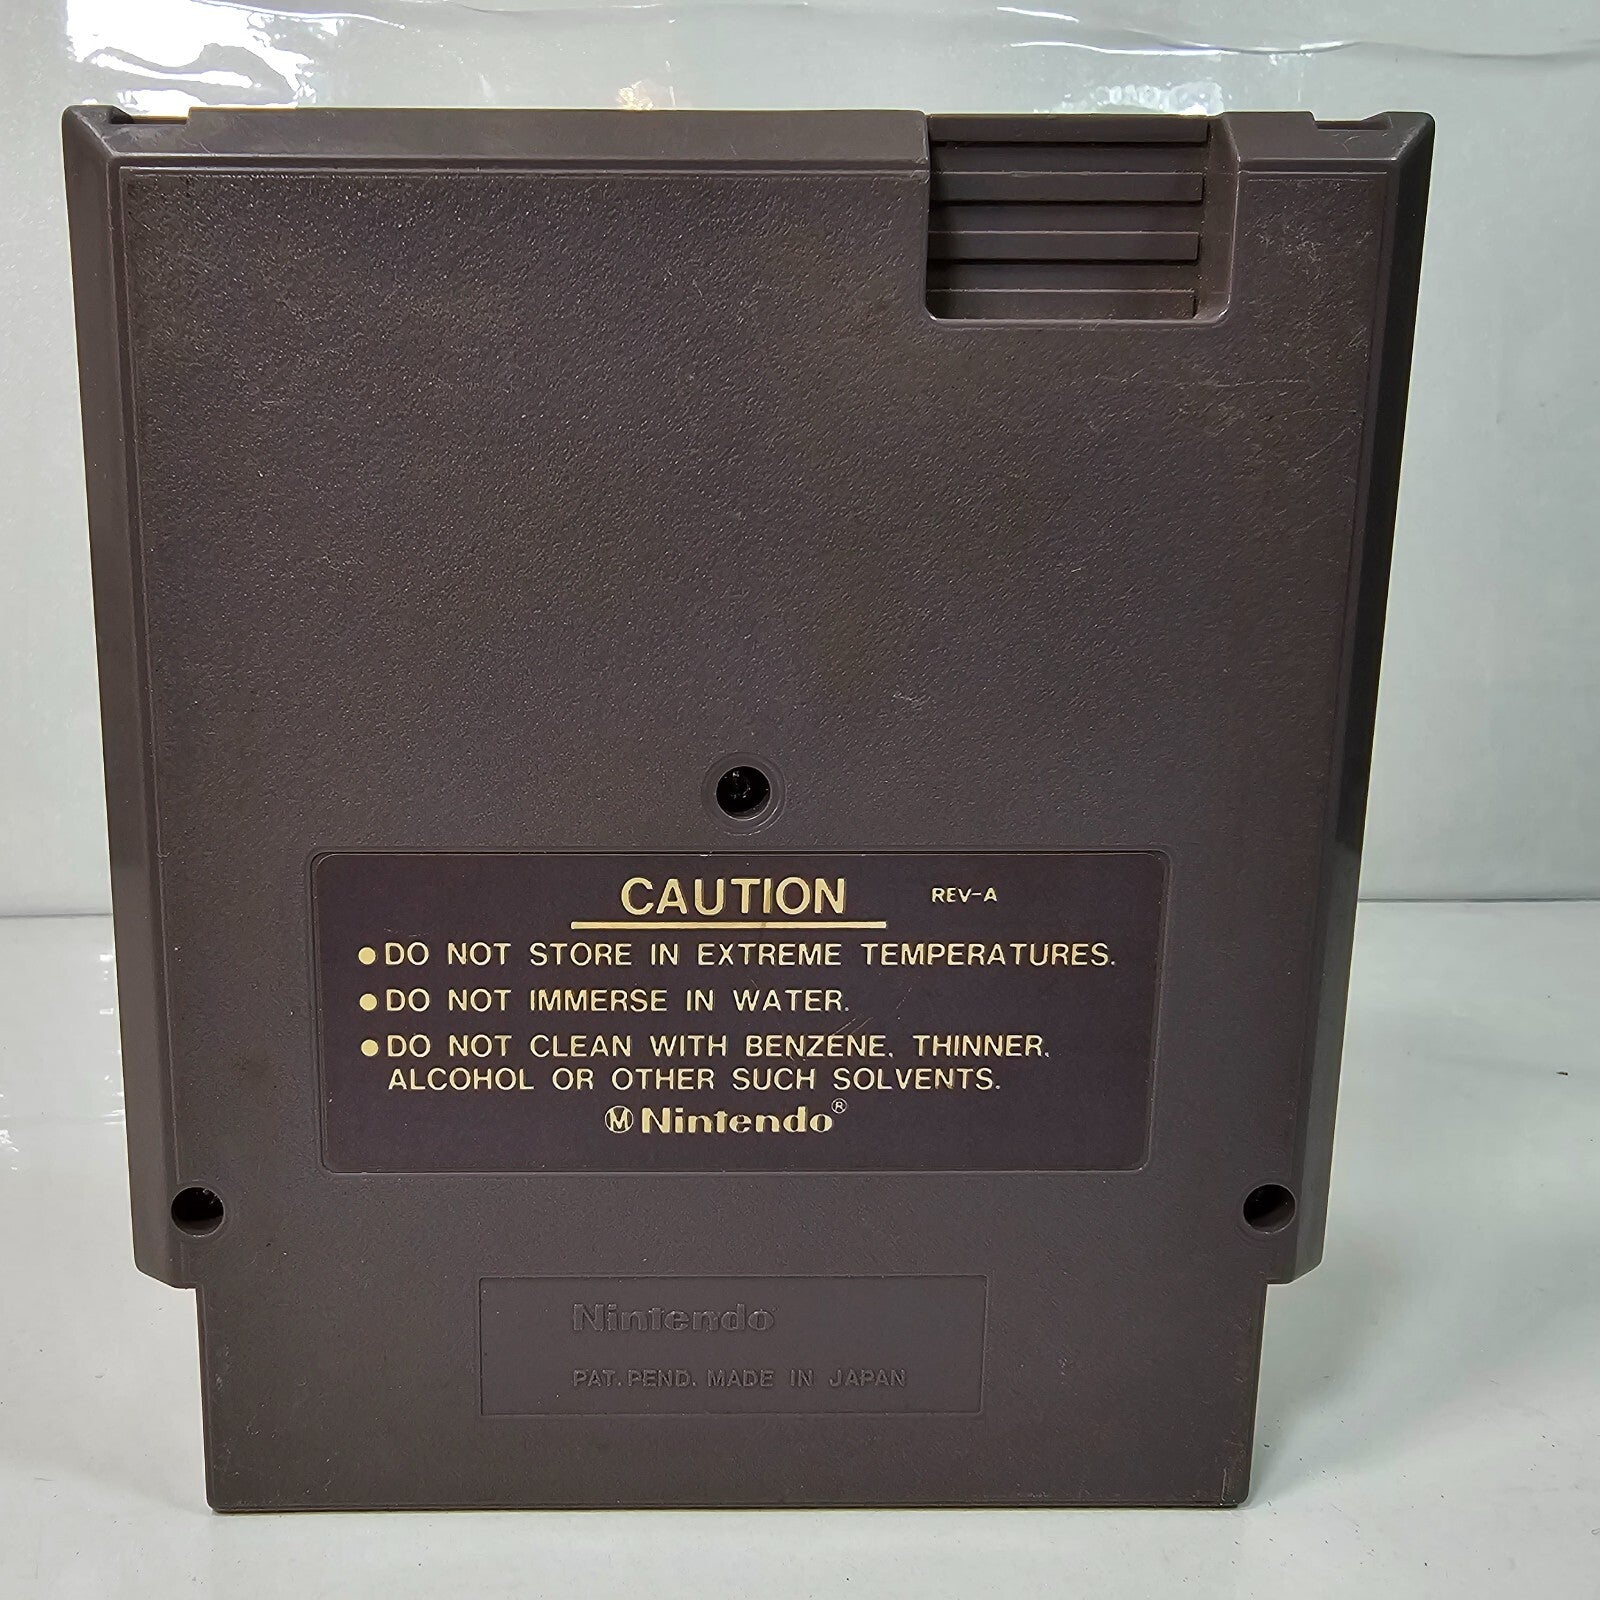 CAUTION REV-A
● DO NOT STORE IN EXTREME TEMPERATURES.
● DO NOT IMMERSE IN WATER.
● DO NOT CLEAN WITH BENZENE, THINNER,
ALCOHOL OR OTHER SUCH SOLVENTS.
Ⓜ Nintendo®
Nintendo
PAT. PEND. MADE IN JAPAN